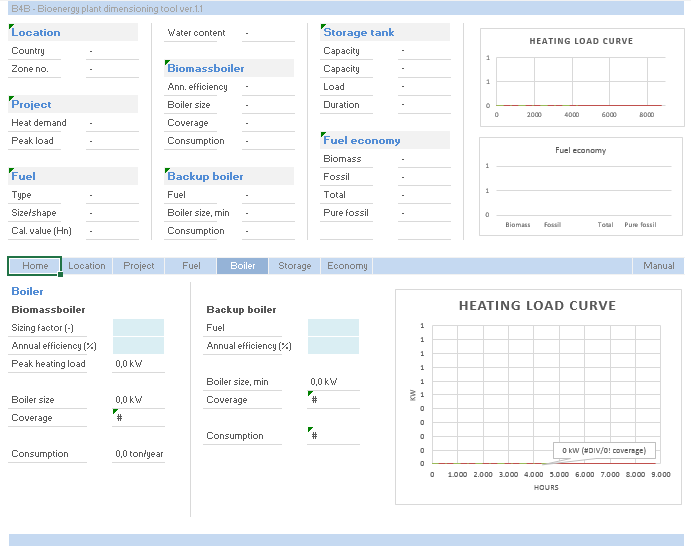 B4B - Bioenergy plant dimensioning tool ver.1.1
Location
Country -
Zone no. -
Project
Heat demand -
Peak load -
Fuel
Type -
Size/shape -
Cal. value (Hn) -
Water content -
Biomassboiler
Ann. efficiency -
Boiler size -
Coverage -
Consumption -
Backup boiler
Fuel -
Boiler size, min -
Consumption -
Storage tank
Capacity -
Capacity -
Load -
Duration -
Fuel economy
Biomass -
Fossil -
Total -
Pure fossil -
HEATING LOAD CURVE
1
1
0
0 2000 4000 6000 8000
Fuel economy
1
1
0
Biomass Fossil Total Pure fossil
Home Location Project Fuel Boiler Storage Economy Manual
Boiler
Biomassboiler
Sizing factor (-)
Annual efficiency (%)
Peak heating load 0,0 kW
Boiler size 0,0 kW
Coverage #
Consumption 0,0 ton/year
Backup boiler
Fuel
Annual efficiency (%)
Boiler size, min 0,0 kW
Coverage #
Consumption #
HEATING LOAD CURVE
KW
1
1
1
1
1
1
0
0
0
0
0
0 kW (#DIV/0! coverage)
0 1.000 2.000 3.000 4.000 5.000 6.000 7.000 8.000 9.000
HOURS